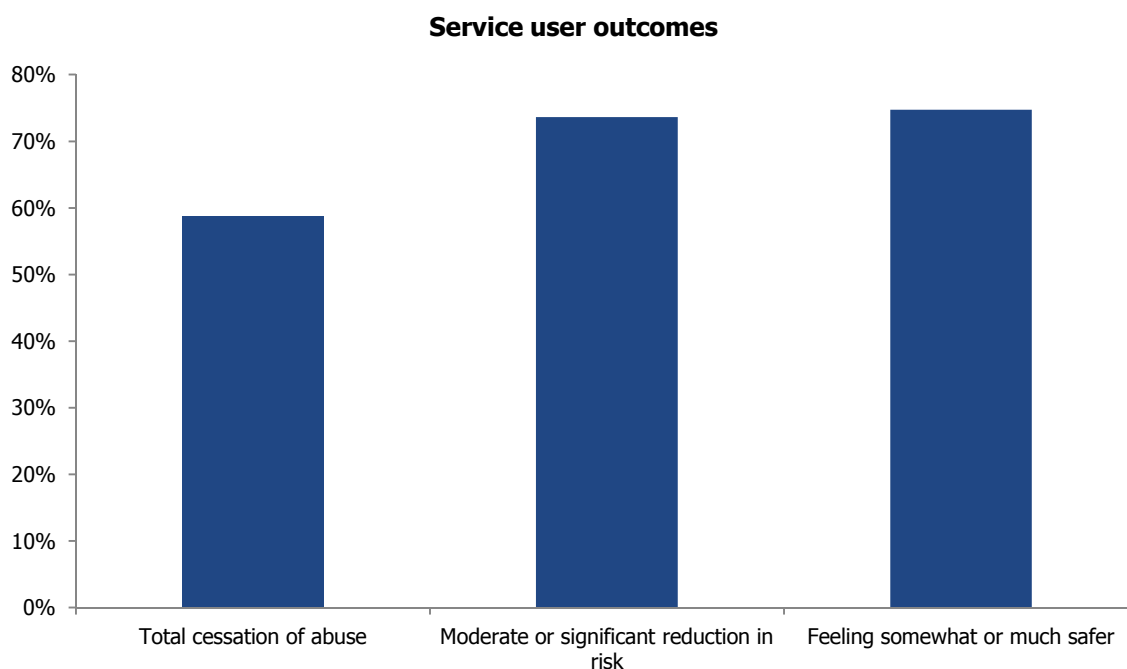 Service user outcomes
80%
70%
60%
50%
40%
30%
20%
10%
0%
Total cessation of abuse
Moderate or significant reduction in
risk
Feeling somewhat or much safer